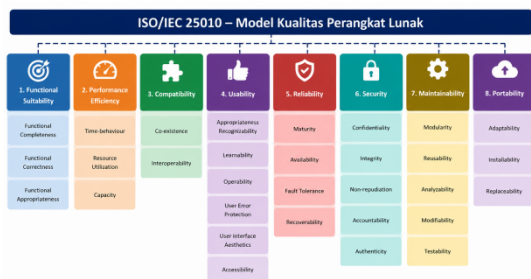 ISO/IEC 25010 – Model Kualitas Perangkat Lunak
1. Functional
Suitability
Functional
Completeness
Functional
Correctness
Functional
Appropriateness
2. Performance
Efficiency
Time-behaviour
Resource
Utilization
Capacity
3. Compatibility
Co-existence
Interoperability
4. Usability
Appropriateness
Recognizability
Learnability
Operability
User Error
Protection
User Interface
Aesthetics
Accessibility
5. Reliability
Maturity
Availability
Fault Tolerance
Recoverability
6. Security
Confidentiality
Integrity
Non-repudiation
Accountability
Authenticity
7. Maintainability
Modularity
Reusability
Analyzability
Modifiability
Testability
8. Portability
Adaptability
Installability
Replaceability